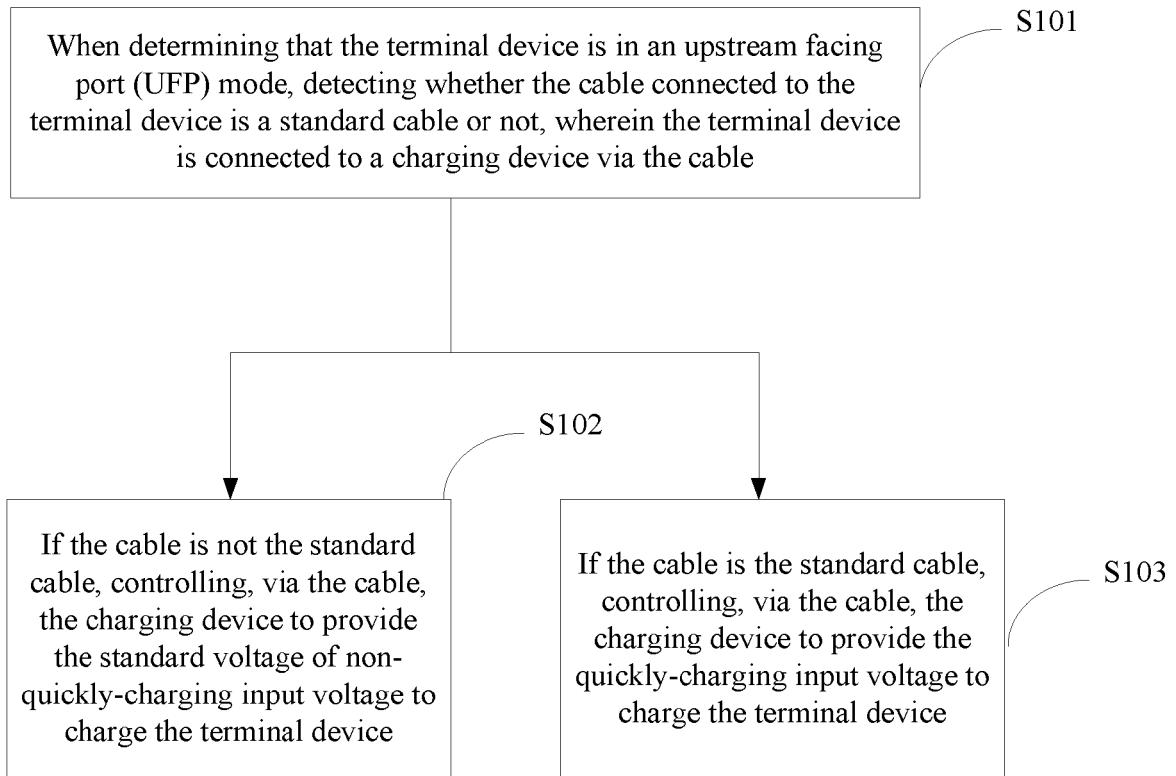 When determining that the terminal device is in an upstream facing
port (UFP) mode, detecting whether the cable connected to the
terminal device is a standard cable or not, wherein the terminal device
is connected to a charging device via the cable
S101
S102
If the cable is not the standard
cable, controlling, via the cable,
the charging device to provide
the standard voltage of non-
quickly-charging input voltage to
charge the terminal device
If the cable is the standard cable,
controlling, via the cable, the
charging device to provide the
quickly-charging input voltage to
charge the terminal device
S103